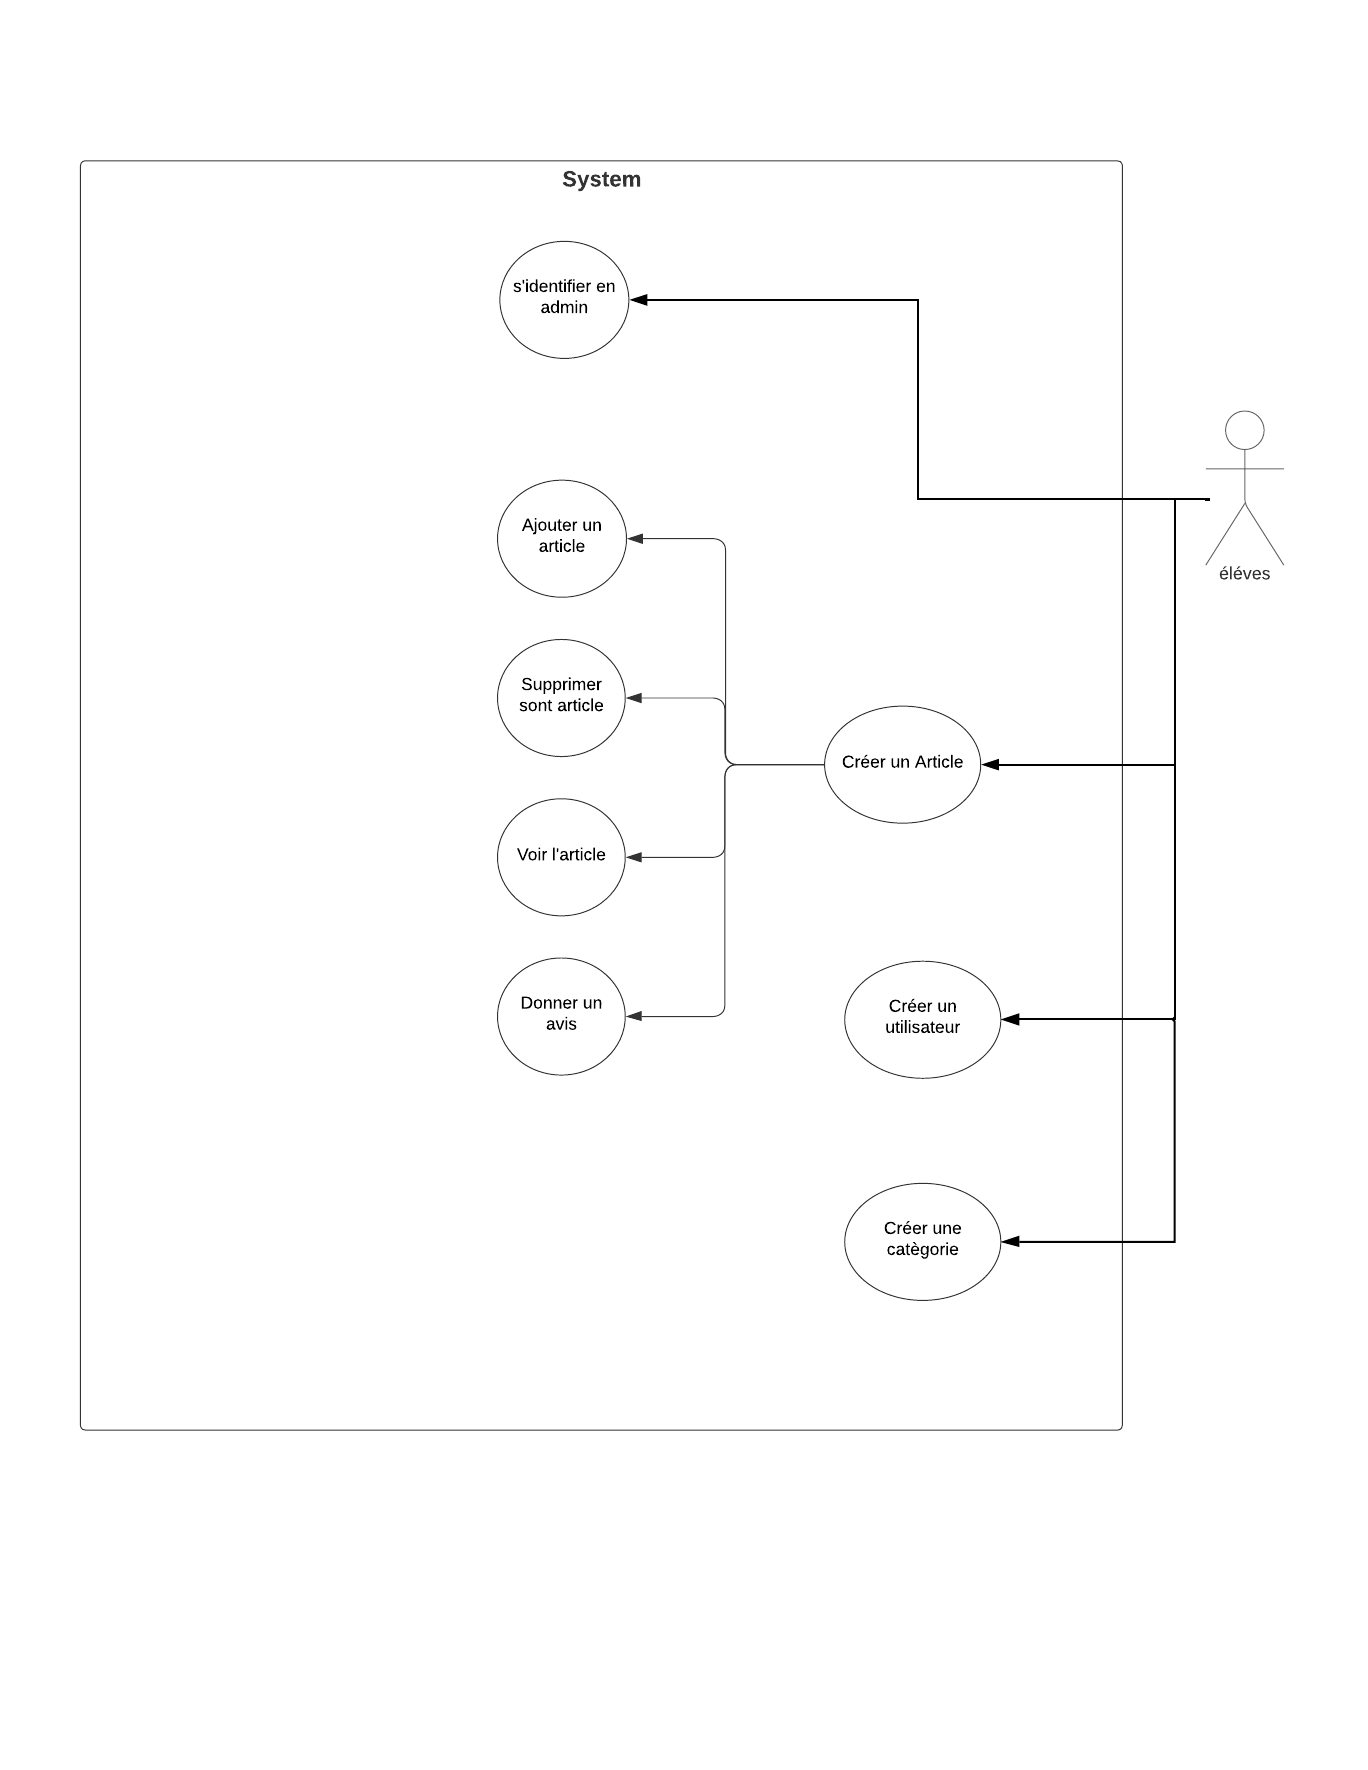 System
s'identifier en
admin
Ajouter un
article
éléves
Supprimer
sont article
Créer un Article
Voir l'article
Donner un
avis
Créer un
utilisateur
Créer une
catègorie